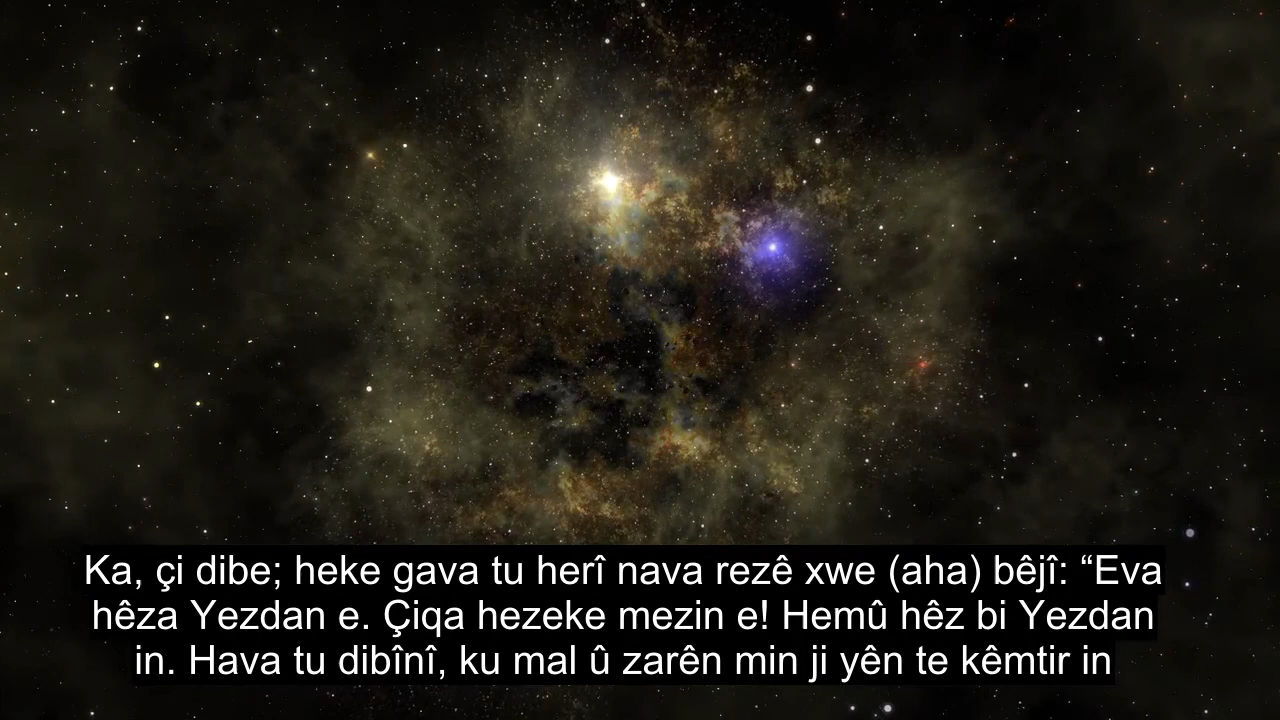 Ka, çi dibe; heke gava tu herî nava rezê xwe (aha) bêjî: “Eva
hêza Yezdan e. Çiqa hezeke mezin e! Hemû hêz bi Yezdan
in. Hava tu dibînî, ku mal û zarên min ji yên te kêmtir in